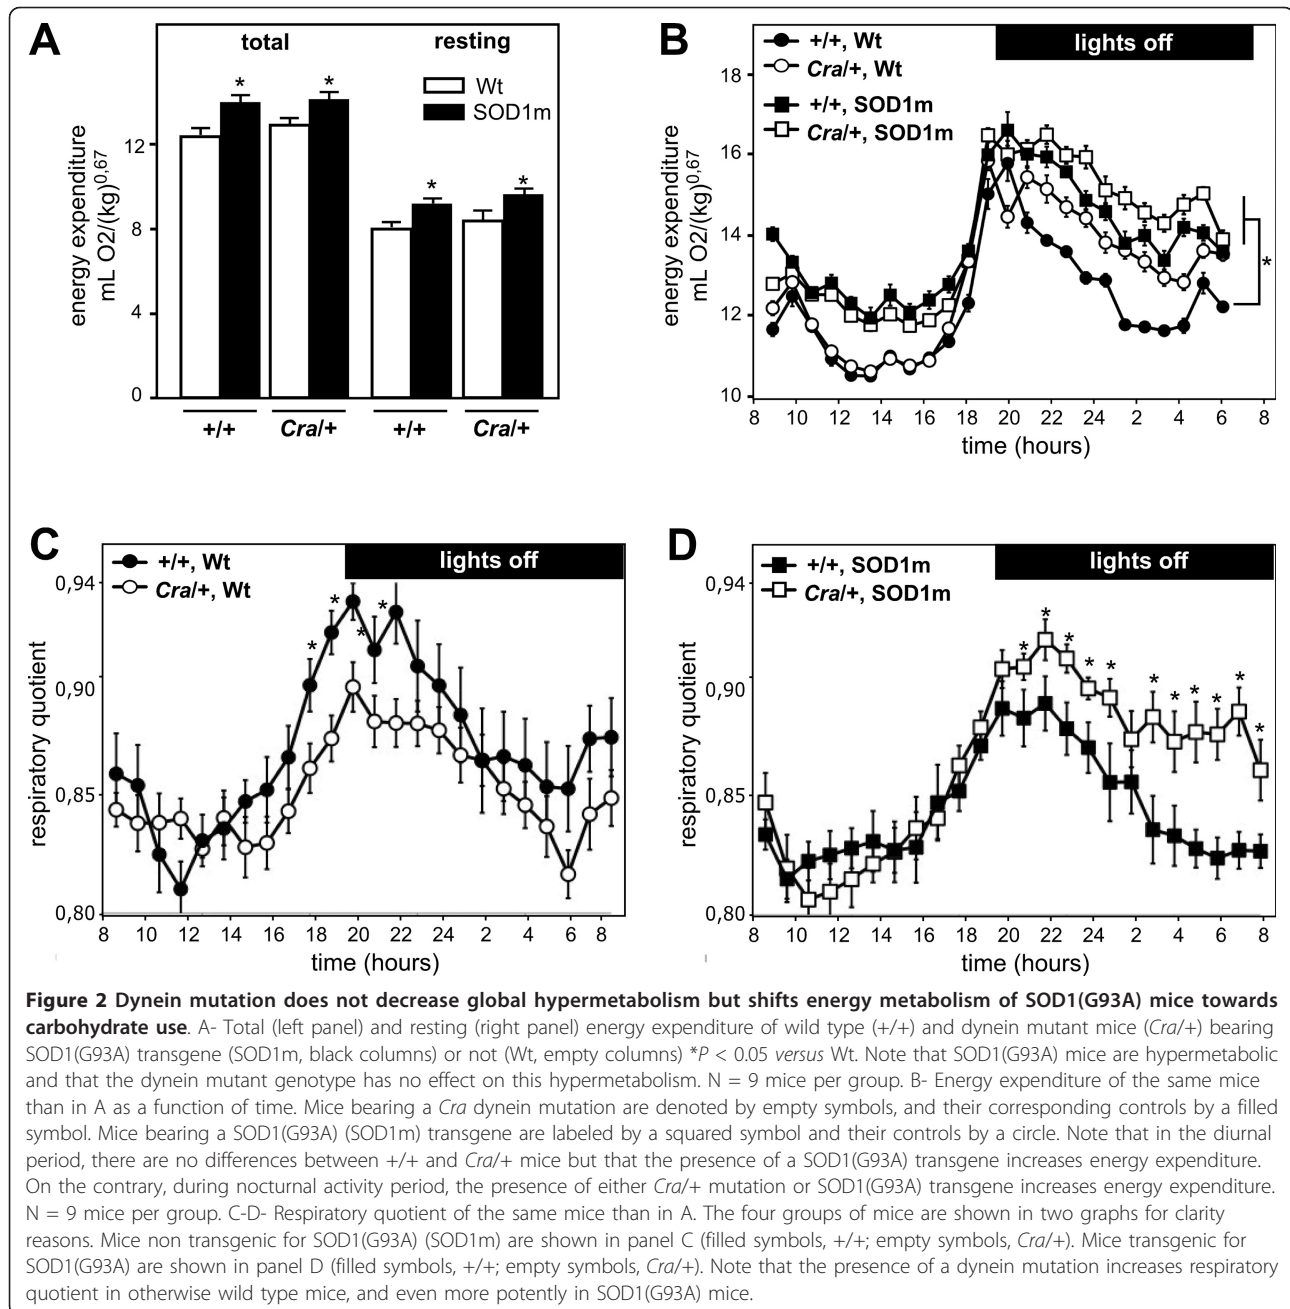 A
total resting
Wt
SOD1m
* * * *
energy expenditure
mL O2/(kg)0,67
12
8
4
0
+/+ Cra/+ +/+ Cra/+
B
+/+, Wt
Cra/+, Wt
+/+, SOD1m
Cra/+, SOD1m
lights off
energy expenditure
mL O2/(kg)0,67
18
16
14
12
10
*
8 10 12 14 16 18 20 22 24 2 4 6 8
time (hours)
C
+/+, Wt
Cra/+, Wt
lights off
respiratory quotient
0,94
0,90
0,85
0,80
* * * *
8 10 12 14 16 18 20 22 24 2 4 6 8
time (hours)
D
+/+, SOD1m
Cra/+, SOD1m
lights off
respiratory quotient
0,94
0,90
0,85
0,80
* * * * * * * * * * *
8 10 12 14 16 18 20 22 24 2 4 6 8
time (hours)
Figure 2 Dynein mutation does not decrease global hypermetabolism but shifts energy metabolism of SOD1(G93A) mice towards
carbohydrate use. A- Total (left panel) and resting (right panel) energy expenditure of wild type (+/+) and dynein mutant mice (Cra/+) bearing
SOD1(G93A) transgene (SOD1m, black columns) or not (Wt, empty columns) *P < 0.05 versus Wt. Note that SOD1(G93A) mice are hypermetabolic
and that the dynein mutant genotype has no effect on this hypermetabolism. N = 9 mice per group. B- Energy expenditure of the same mice
than in A as a function of time. Mice bearing a Cra dynein mutation are denoted by empty symbols, and their corresponding controls by a filled
symbol. Mice bearing a SOD1(G93A) (SOD1m) transgene are labeled by a squared symbol and their controls by a circle. Note that in the diurnal
period, there are no differences between +/+ and Cra/+ mice but that the presence of a SOD1(G93A) transgene increases energy expenditure.
On the contrary, during nocturnal activity period, the presence of either Cra/+ mutation or SOD1(G93A) transgene increases energy expenditure.
N = 9 mice per group. C-D- Respiratory quotient of the same mice than in A. The four groups of mice are shown in two graphs for clarity
reasons. Mice non transgenic for SOD1(G93A) (SOD1m) are shown in panel C (filled symbols, +/+; empty symbols, Cra/+). Mice transgenic for
SOD1(G93A) are shown in panel D (filled symbols, +/+; empty symbols, Cra/+). Note that the presence of a dynein mutation increases respiratory
quotient in otherwise wild type mice, and even more potently in SOD1(G93A) mice.